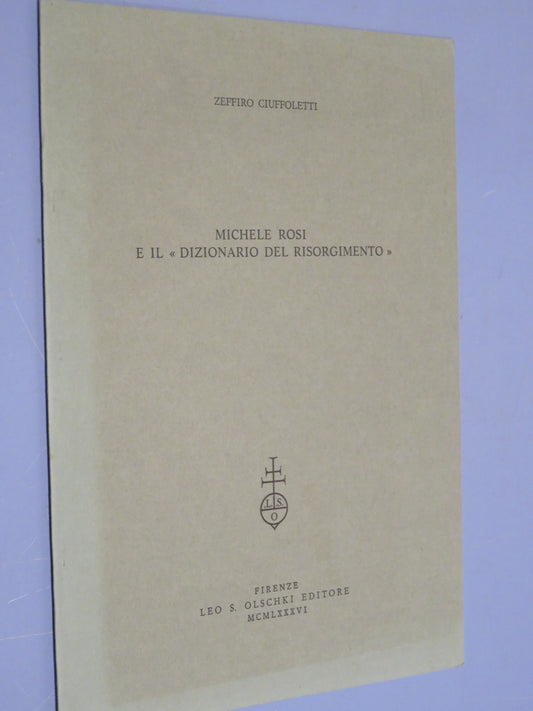 ZEFFIRO CIUFFOLETTI
MICHELE ROSI
E IL « DIZIONARIO DEL RISORGIMENTO »
L. S.
O
FIRENZE
LEO S. OLSCHKI EDITORE
MCMLXXXVI